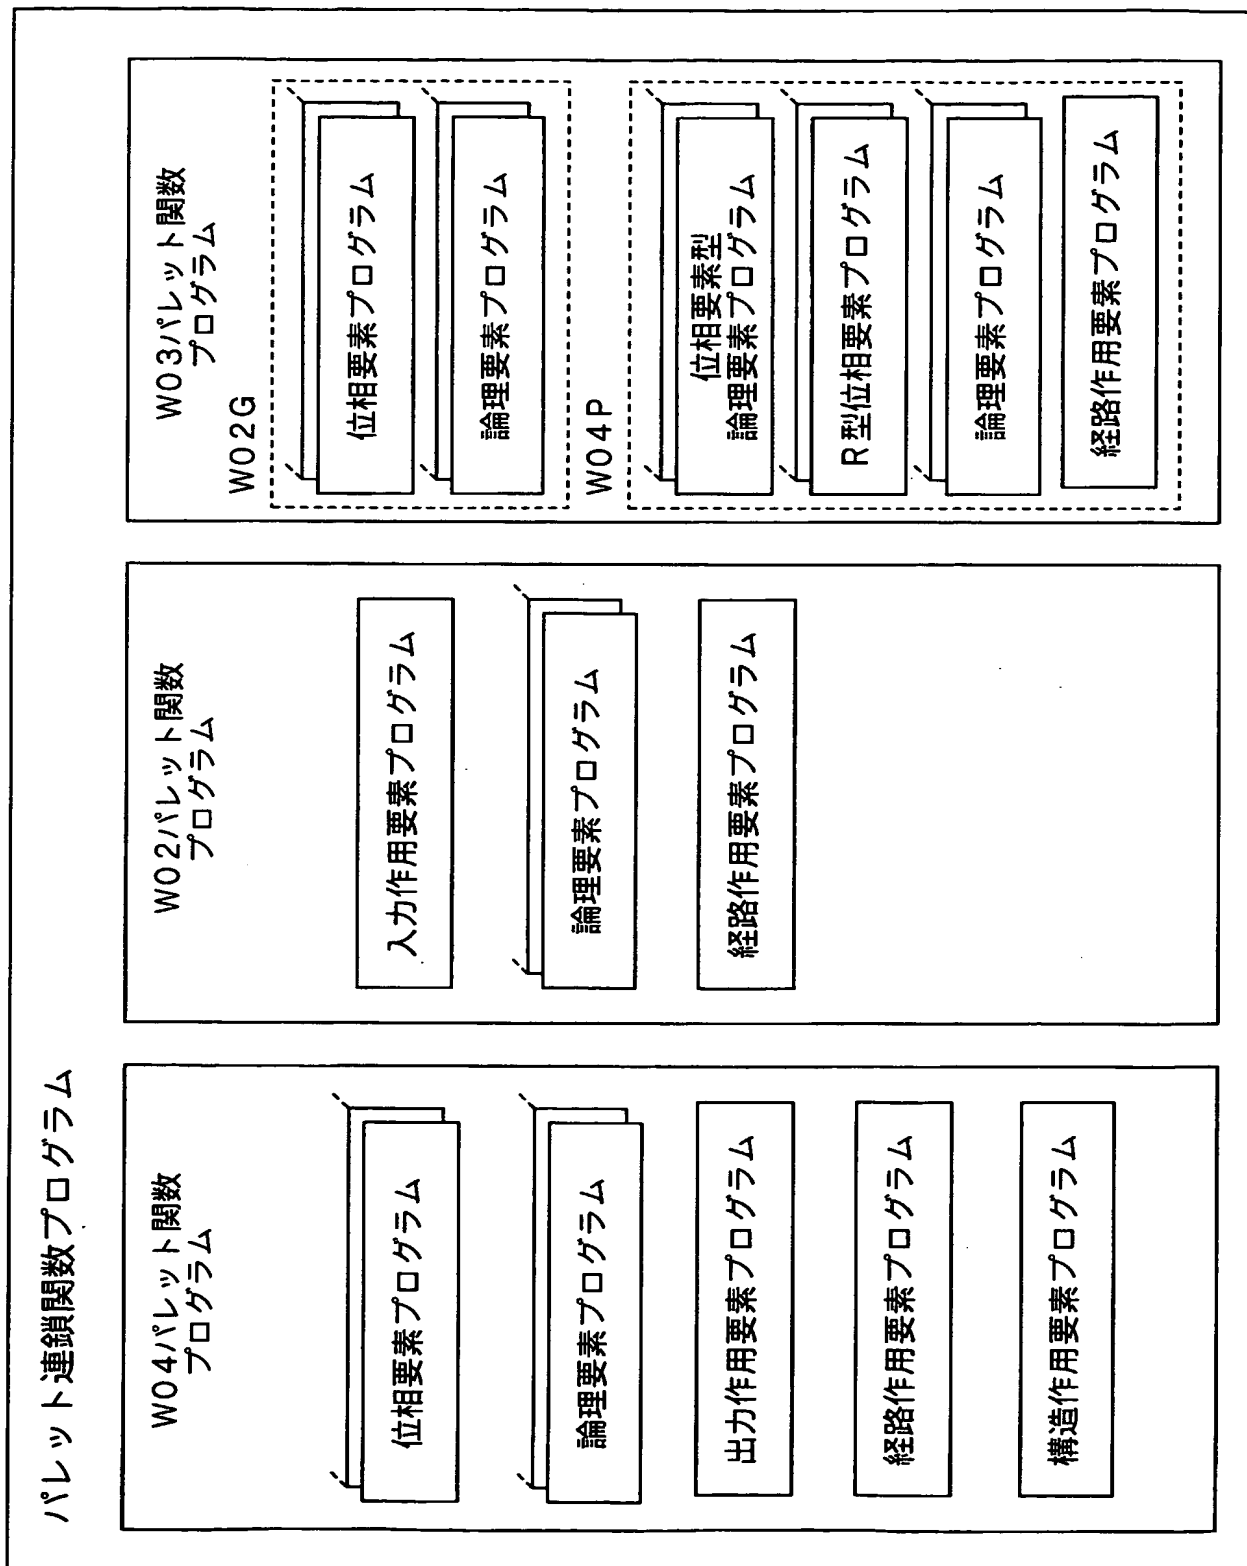 パレット連鎖関数プログラム
W04パレット関数
プログラム
位相要素プログラム
論理要素プログラム
出力作用要素プログラム
経路作用要素プログラム
構造作用要素プログラム
W02パレット関数
プログラム
入力作用要素プログラム
論理要素プログラム
経路作用要素プログラム
W03パレット関数
プログラム
W02G
位相要素プログラム
論理要素プログラム
W04P
位相要素型
論理要素プログラム
R型位相要素プログラム
論理要素プログラム
経路作用要素プログラム